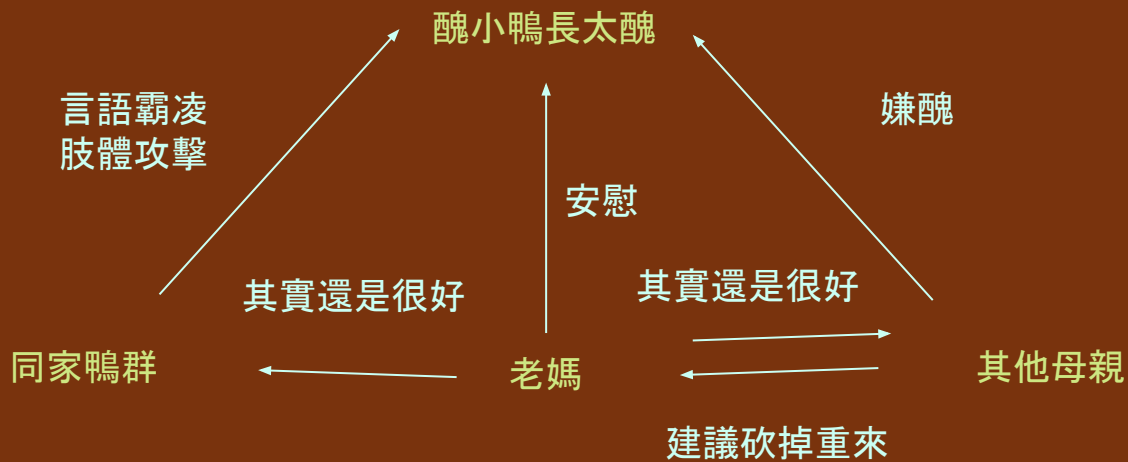 醜小鴨長太醜
言語霸凌
肢體攻擊
嫌醜
安慰
其實還是很好
其實還是很好
同家鴨群
老媽
其他母親
建議砍掉重來